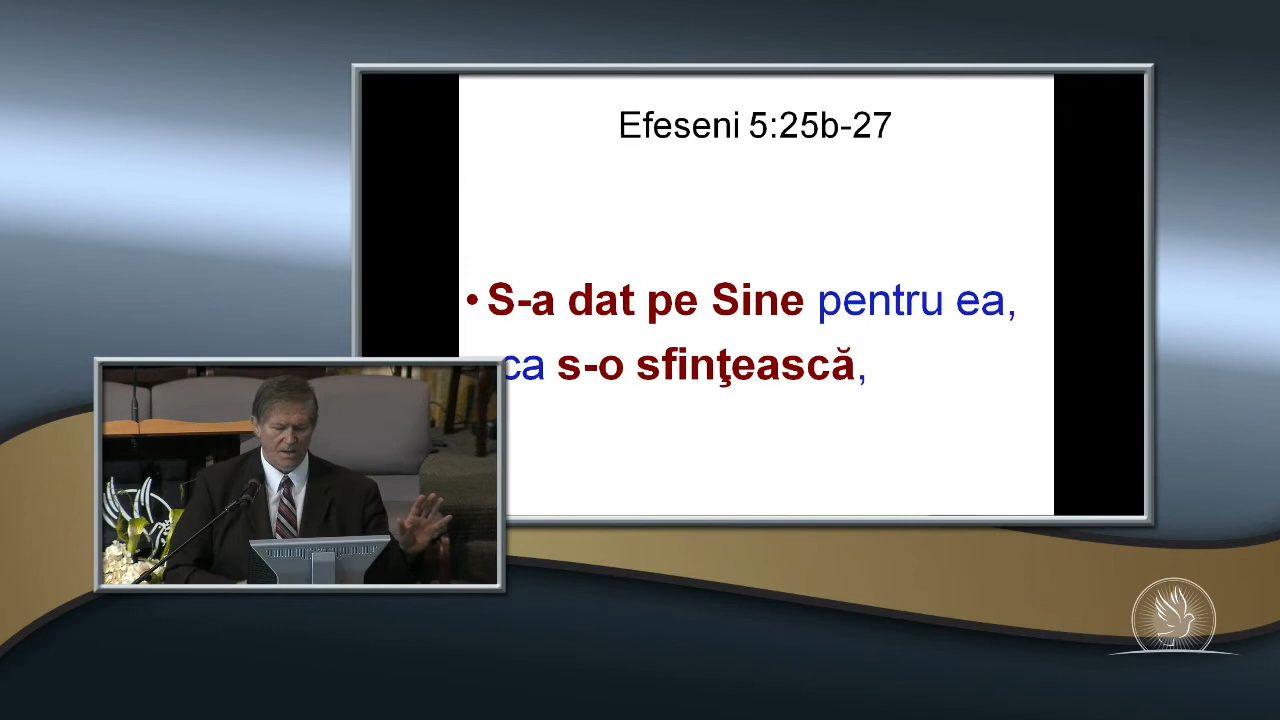 Efeseni 5:25b-27
• S-a dat pe Sine pentru ea,
ca s-o sfinţească,